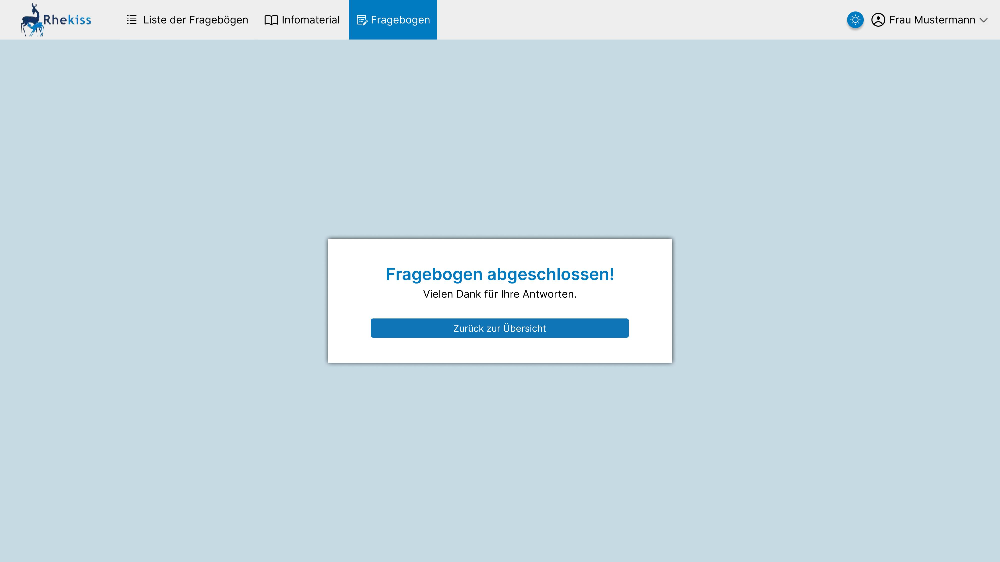 Rhekiss
Liste der Fragebögen
Infomaterial
Fragebogen
Frau Mustermann
Fragebogen abgeschlossen!
Vielen Dank für Ihre Antworten.
Zurück zur Übersicht